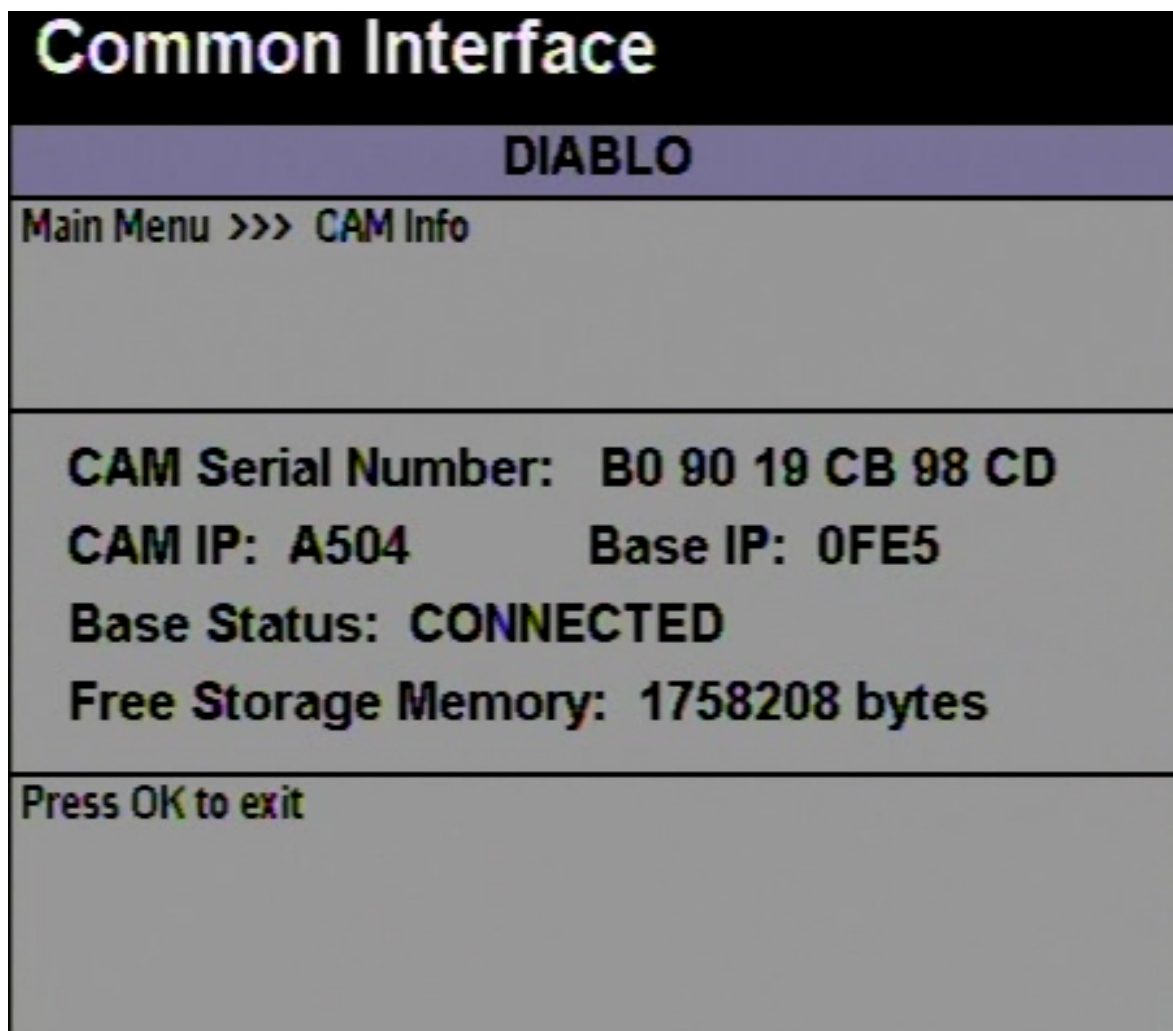 Common Interface
DIABLO
Main Menu >>> CAM Info
CAM Serial Number: B0 90 19 CB 98 CD
CAM IP: A504 Base IP: 0FE5
Base Status: CONNECTED
Free Storage Memory: 1758208 bytes
Press OK to exit